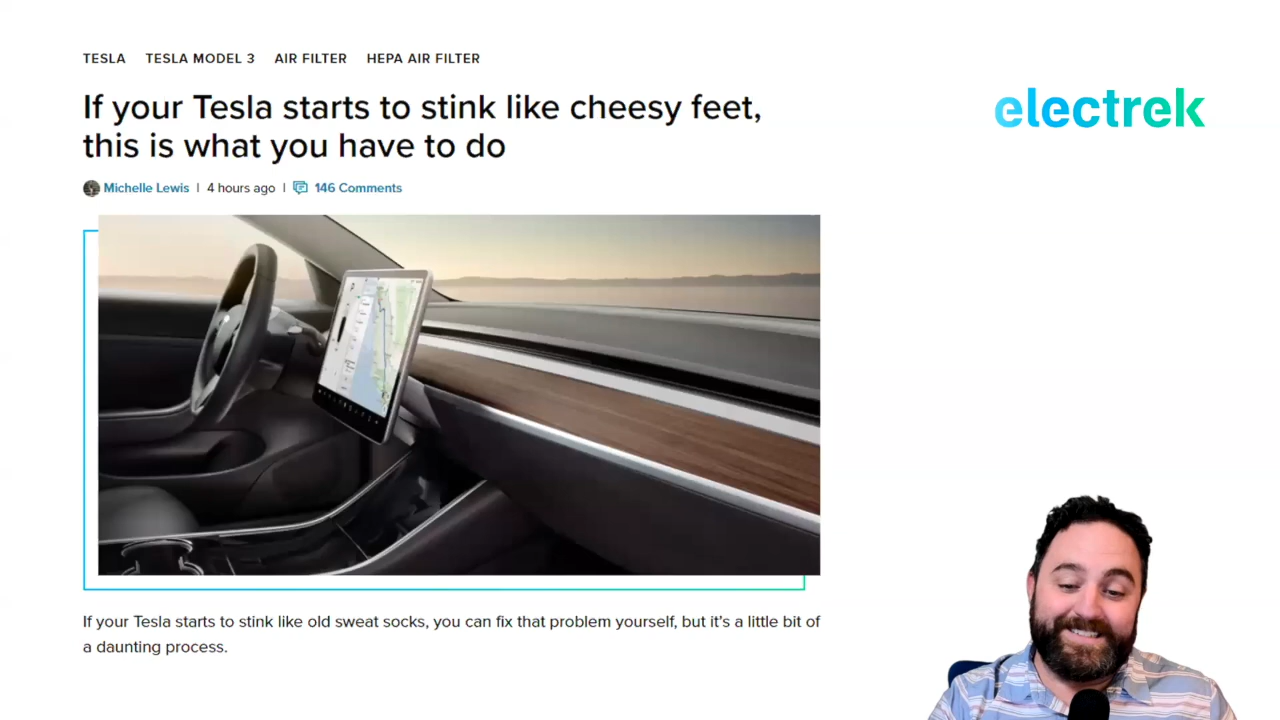 TESLA TESLA MODEL 3 AIR FILTER HEPA AIR FILTER
electrek
If your Tesla starts to stink like cheesy feet,
this is what you have to do
Michelle Lewis | 4 hours ago | 146 Comments
If your Tesla starts to stink like old sweat socks, you can fix that problem yourself, but it's a little bit of
a daunting process.